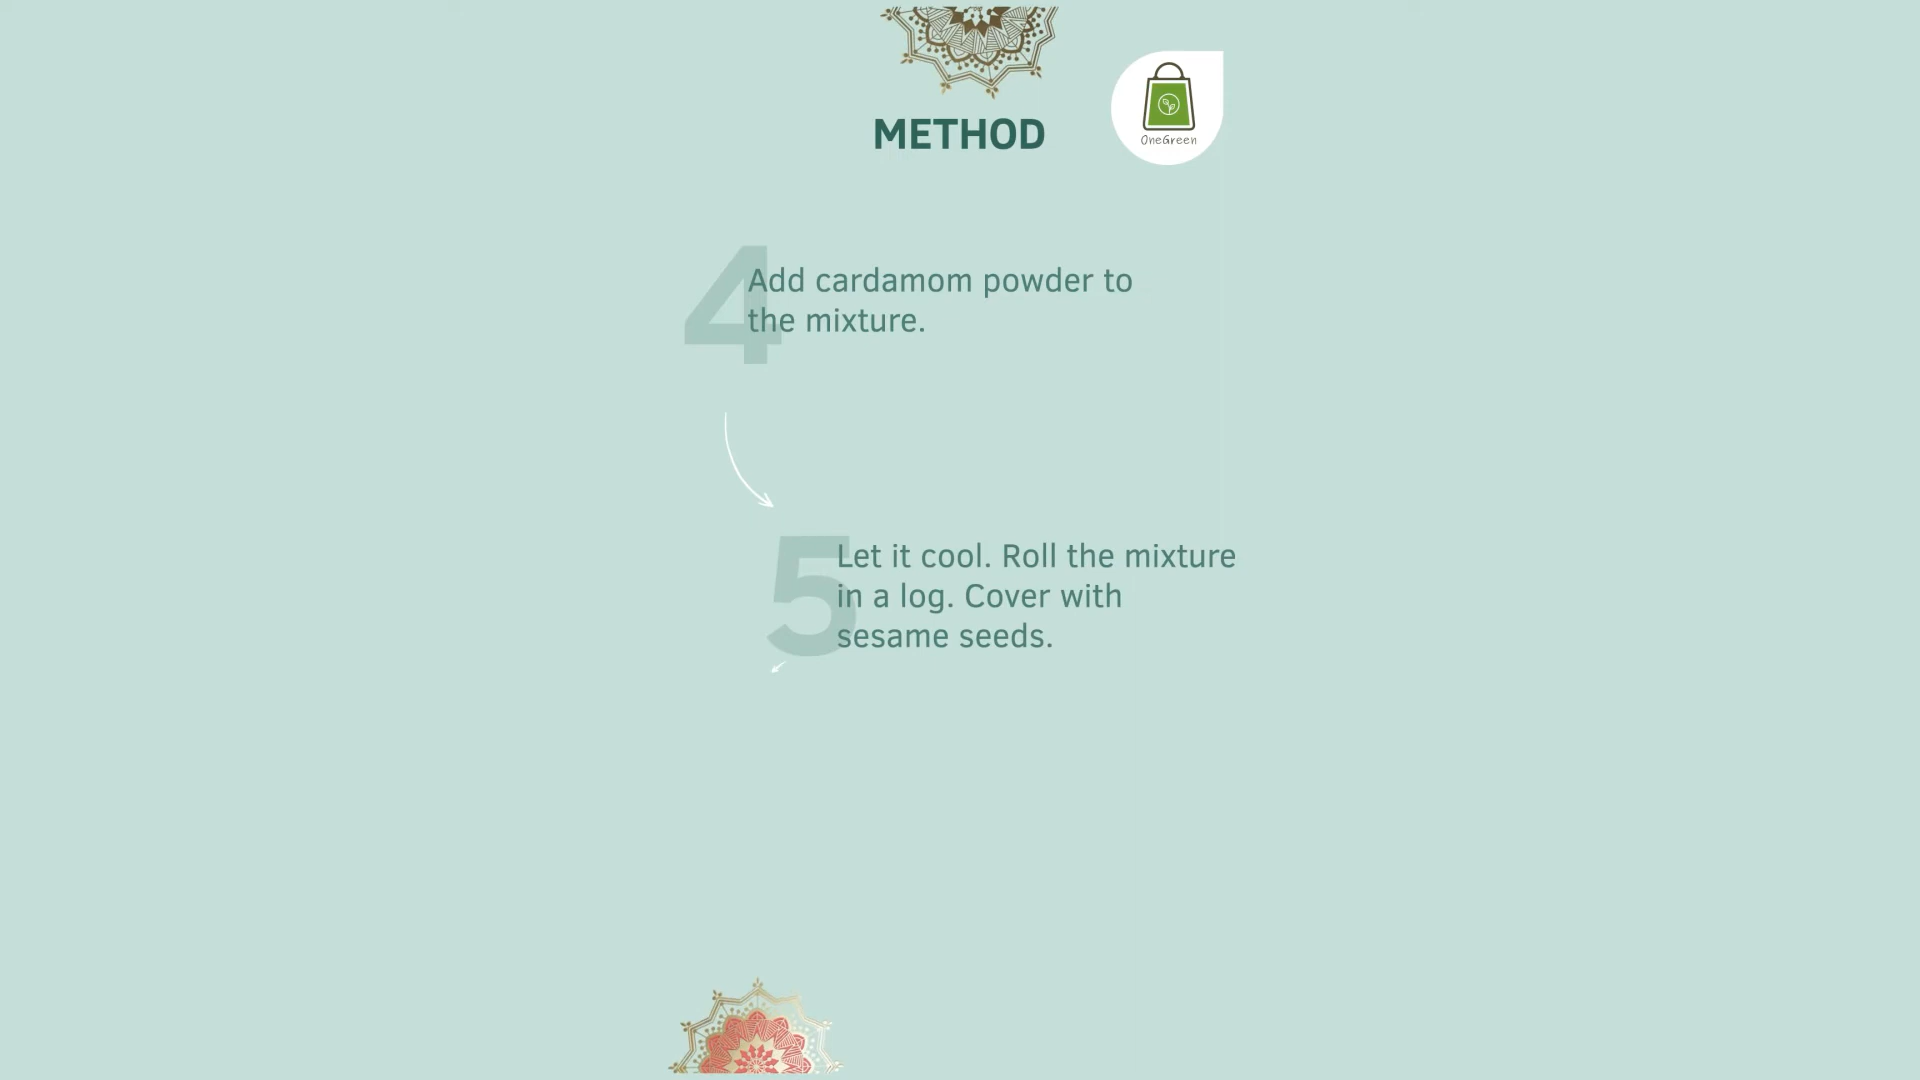 METHOD
OneGreen
4
Add cardamom powder to
the mixture.
5
Let it cool. Roll the mixture
in a log. Cover with
sesame seeds.